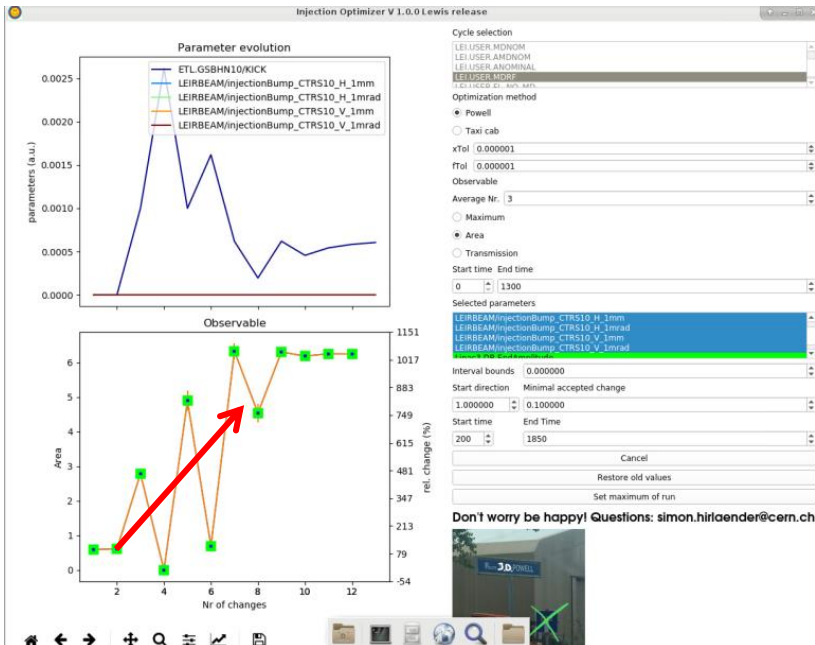 Injection Optimizer V 1.0.0 Lewis release
Parameter evolution
ETL.GSBHN10/KICK
LEIRBEAM/injectionBump_CTRS10_H_1mm
LEIRBEAM/injectionBump_CTRS10_H_1mrad
LEIRBEAM/injectionBump_CTRS10_V_1mm
LEIRBEAM/injectionBump_CTRS10_V_1mrad
parameters (a.u.)
0.0025
0.0020
0.0015
0.0010
0.0005
0.0000
Observable
Area
6
5
4
3
2
1
0
1151
1017
883
749
615
481
347
213
79
-54
rel. change (%)
2 4 6 8 10 12
Nr of changes
Cycle selection
LEI.USER.MDNOM
LEI.USER.AMDNOM
LEI.USER.ANOMINAL
LEI.USER.MDRF
Optimization method
Powell
Taxi cab
xTol 0.000001
fTol 0.000001
Observable
Average Nr. 3
Maximum
Area
Transmission
Start time End time
0 1300
Selected parameters
LEIRBEAM/injectionBump_CTRS10_H_1mm
LEIRBEAM/injectionBump_CTRS10_H_1mrad
LEIRBEAM/injectionBump_CTRS10_V_1mm
LEIRBEAM/injectionBump_CTRS10_V_1mrad
Interval bounds 0.000000
Start direction Minimal accepted change
1.000000 0.100000
Start time End Time
200 1850
Cancel
Restore old values
Set maximum of run
Don't worry be happy! Questions: simon.hirlaender@cern.ch
J.D. POWELL